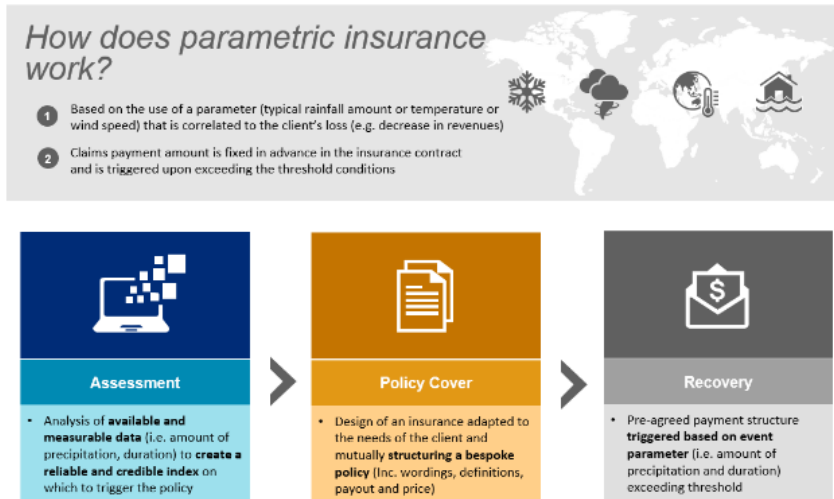 How does parametric insurance
work?
1 Based on the use of a parameter (typical rainfall amount or temperature or
wind speed) that is correlated to the client's loss (e.g. decrease in revenues)
2 Claims payment amount is fixed in advance in the insurance contract
and is triggered upon exceeding the threshold conditions
Assessment
• Analysis of available and
measurable data (i.e. amount of
precipitation, duration) to create a
reliable and credible index on
which to trigger the policy
Policy Cover
• Design of an insurance adapted to
the needs of the client and
mutually structuring a bespoke
policy (Inc. wordings, definitions,
payout and price)
$
Recovery
• Pre-agreed payment structure
triggered based on event
parameter (i.e. amount of
precipitation and duration)
exceeding threshold